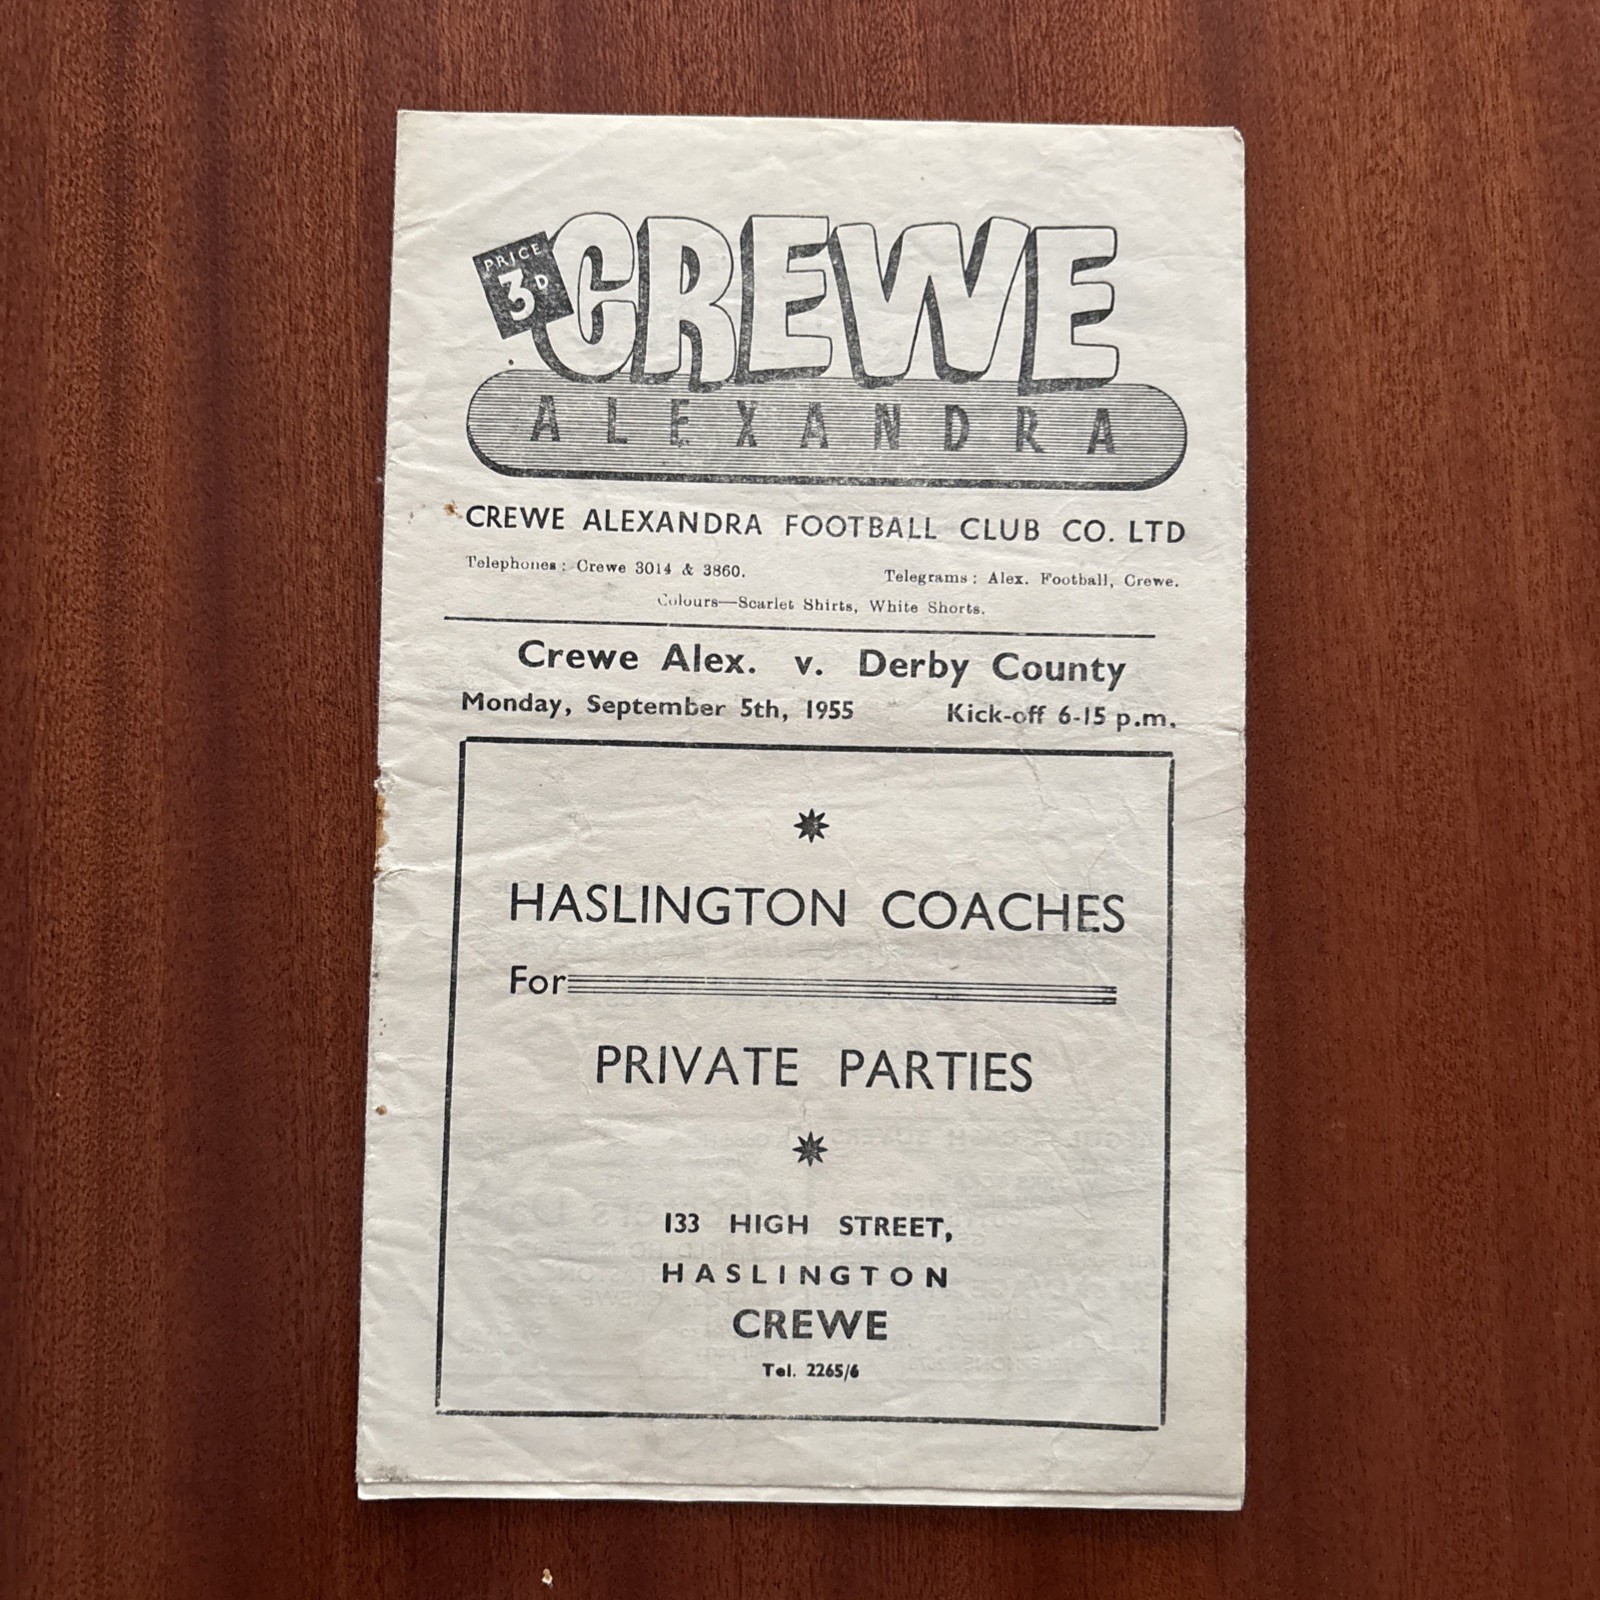 PRICE
3D
CREWE
ALEXANDRA
CREWE ALEXANDRA FOOTBALL CLUB CO. LTD
Telephones: Crewe 3014 & 3860. Telegrams: Alex. Football, Crewe.
Colours—Scarlet Shirts, White Shorts.
Crewe Alex. v. Derby County
Monday, September 5th, 1955 Kick-off 6-15 p.m.
HASLINGTON COACHES
For
PRIVATE PARTIES
133 HIGH STREET,
HASLINGTON
CREWE
Tel. 2265/6